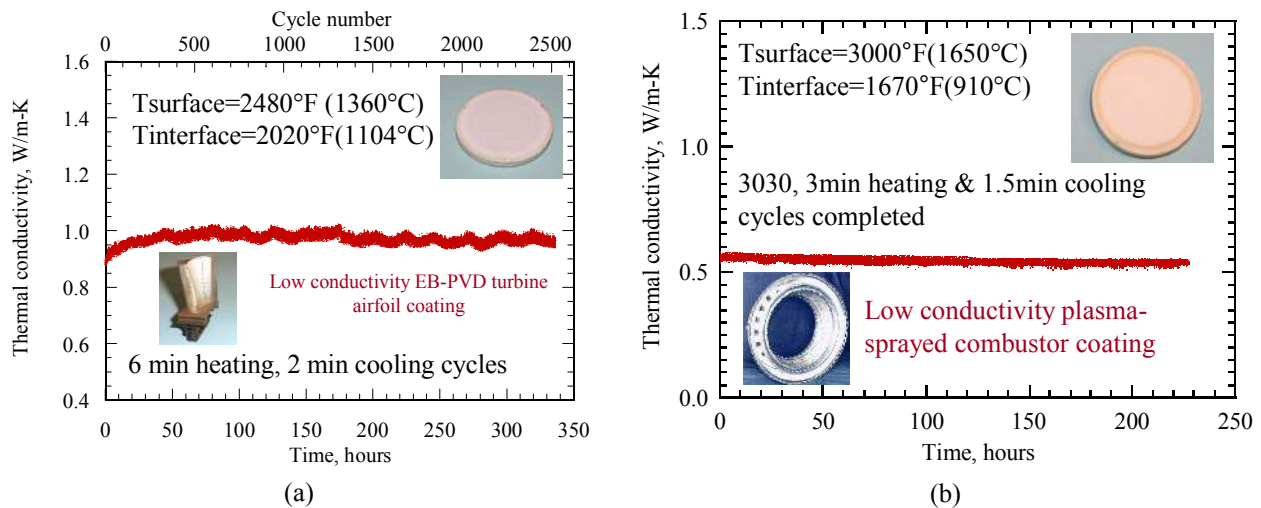 Cycle number
0 500 1000 1500 2000 2500
1.6
1.4
1.2
1.0
0.8
0.6
0.4
Thermal conductivity, W/m-K
Tsurface=2480°F (1360°C)
Tinterface=2020°F(1104°C)
Low conductivity EB-PVD turbine
airfoil coating
6 min heating, 2 min cooling cycles
0 50 100 150 200 250 300 350
Time, hours
(a)
1.5
1.0
0.5
0.0
Thermal conductivity, W/m-K
Tsurface=3000°F(1650°C)
Tinterface=1670°F(910°C)
3030, 3min heating & 1.5min cooling
cycles completed
Low conductivity plasma-
sprayed combustor coating
0 50 100 150 200 250
Time, hours
(b)